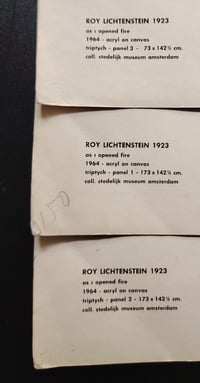 ROY LICHTENSTEIN 1923
as i opened fire
1964 - acryl on canvas
triptych - panel 3 - 73 x 142½ cm.
coll. stedelijk museum amsterdam
ROY LICHTENSTEIN 1923
as i opened fire
1964 - acryl on canvas
triptych - panel 1 - 173 x 142½ cm.
coll. stedelijk museum amsterdam
150
ROY LICHTENSTEIN 1923
as i opened fire
1964 - acryl on canvas
triptych - panel 2 - 173 x 142½ cm.
coll. stedelijk museum amsterdam